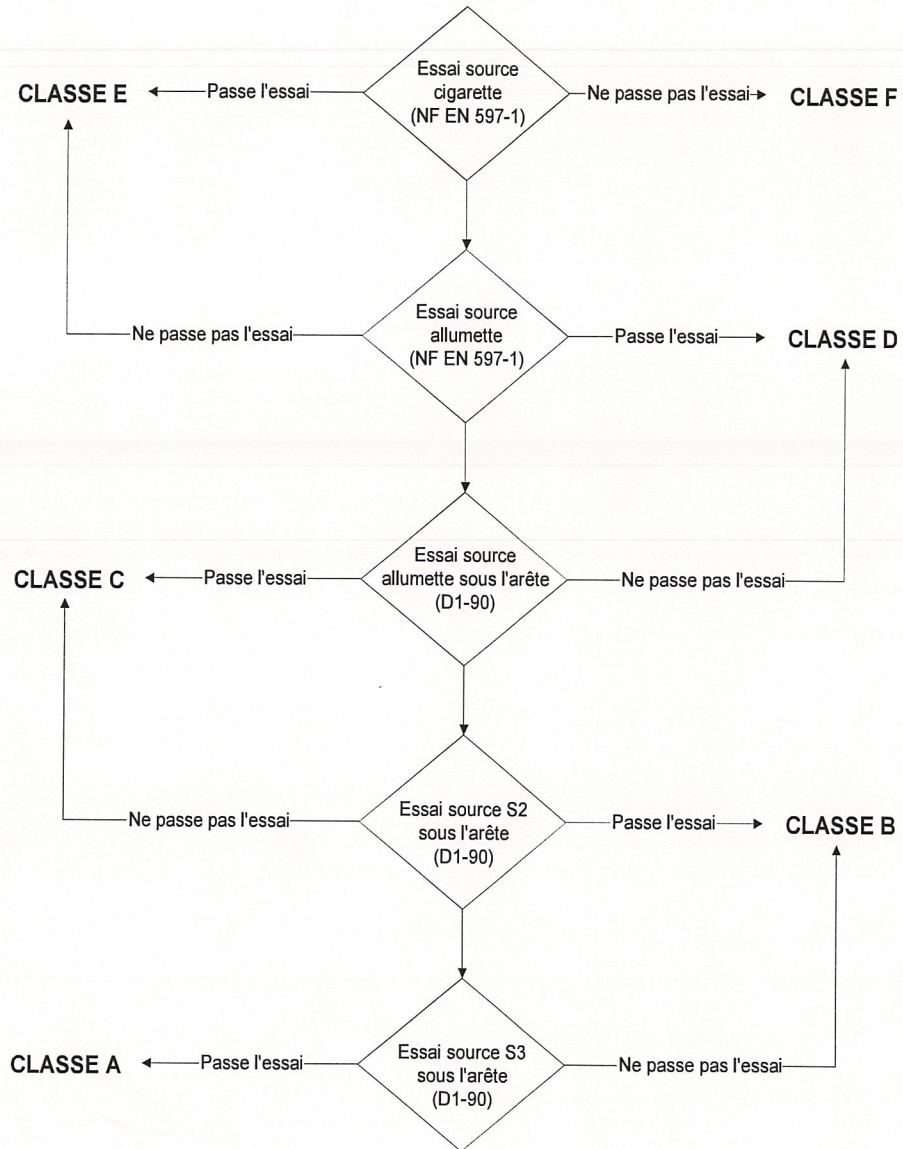 Essai source
cigarette
(NF EN 597-1)
CLASSE E
Passe l'essai
Ne passe pas l'essai
CLASSE F
Essai source
allumette
(NF EN 597-1)
Ne passe pas l'essai
Passe l'essai
CLASSE D
Essai source
allumette sous l'arête
(D1-90)
CLASSE C
Passe l'essai
Ne passe pas l'essai
Essai source S2
sous l'arête
(D1-90)
Ne passe pas l'essai
Passe l'essai
CLASSE B
Essai source S3
sous l'arête
(D1-90)
CLASSE A
Passe l'essai
Ne passe pas l'essai